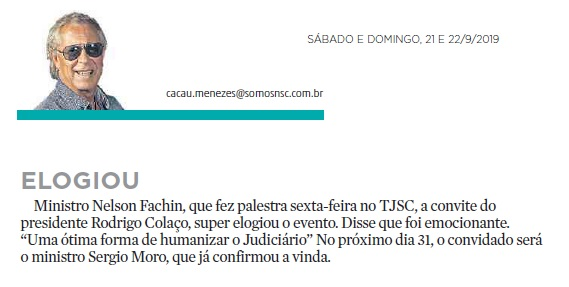 SÁBADO E DOMINGO, 21 E 22/9/2019
cacau.menezes@somosnsc.com.br
ELOGIOU
Ministro Nelson Fachin, que fez palestra sexta-feira no TJSC, a convite do
presidente Rodrigo Colaço, super elogiou o evento. Disse que foi emocionante.
“Uma ótima forma de humanizar o Judiciário” No próximo dia 31, o convidado será
o ministro Sergio Moro, que já confirmou a vinda.